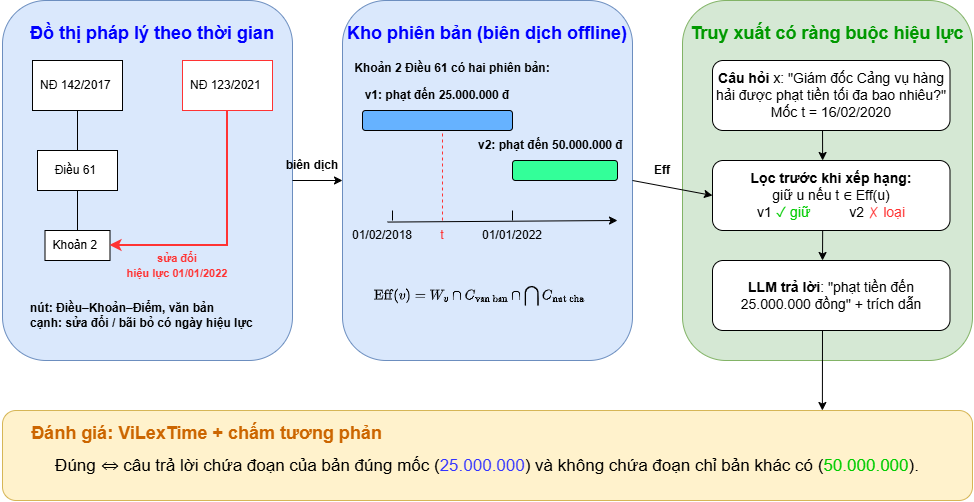 Đồ thị pháp lý theo thời gian
NĐ 142/2017
NĐ 123/2021
Điều 61
Khoản 2
sửa đổi
hiệu lực 01/01/2022
nút: Điều–Khoản–Điểm, văn bản
cạnh: sửa đổi / bãi bỏ có ngày hiệu lực
biên dịch
Kho phiên bản (biên dịch offline)
Khoản 2 Điều 61 có hai phiên bản:
v1: phạt đến 25.000.000 đ
v2: phạt đến 50.000.000 đ
01/02/2018
t
01/01/2022
Eff(v) = Wᵥ ∩ C_van ban ∩ ⋂ C_nut cha
Eff
Truy xuất có ràng buộc hiệu lực
Câu hỏi x: "Giám đốc Cảng vụ hàng
hải được phạt tiền tối đa bao nhiêu?"
Mốc t = 16/02/2020
Lọc trước khi xếp hạng:
giữ u nếu t ∈ Eff(u)
v1 ✓ giữ v2 ✗ loại
LLM trả lời: "phạt tiền đến
25.000.000 đồng" + trích dẫn
Đánh giá: ViLexTime + chấm tương phản
Đúng ⇔ câu trả lời chứa đoạn của bản đúng mốc (25.000.000) và không chứa đoạn chỉ bản khác có (50.000.000).